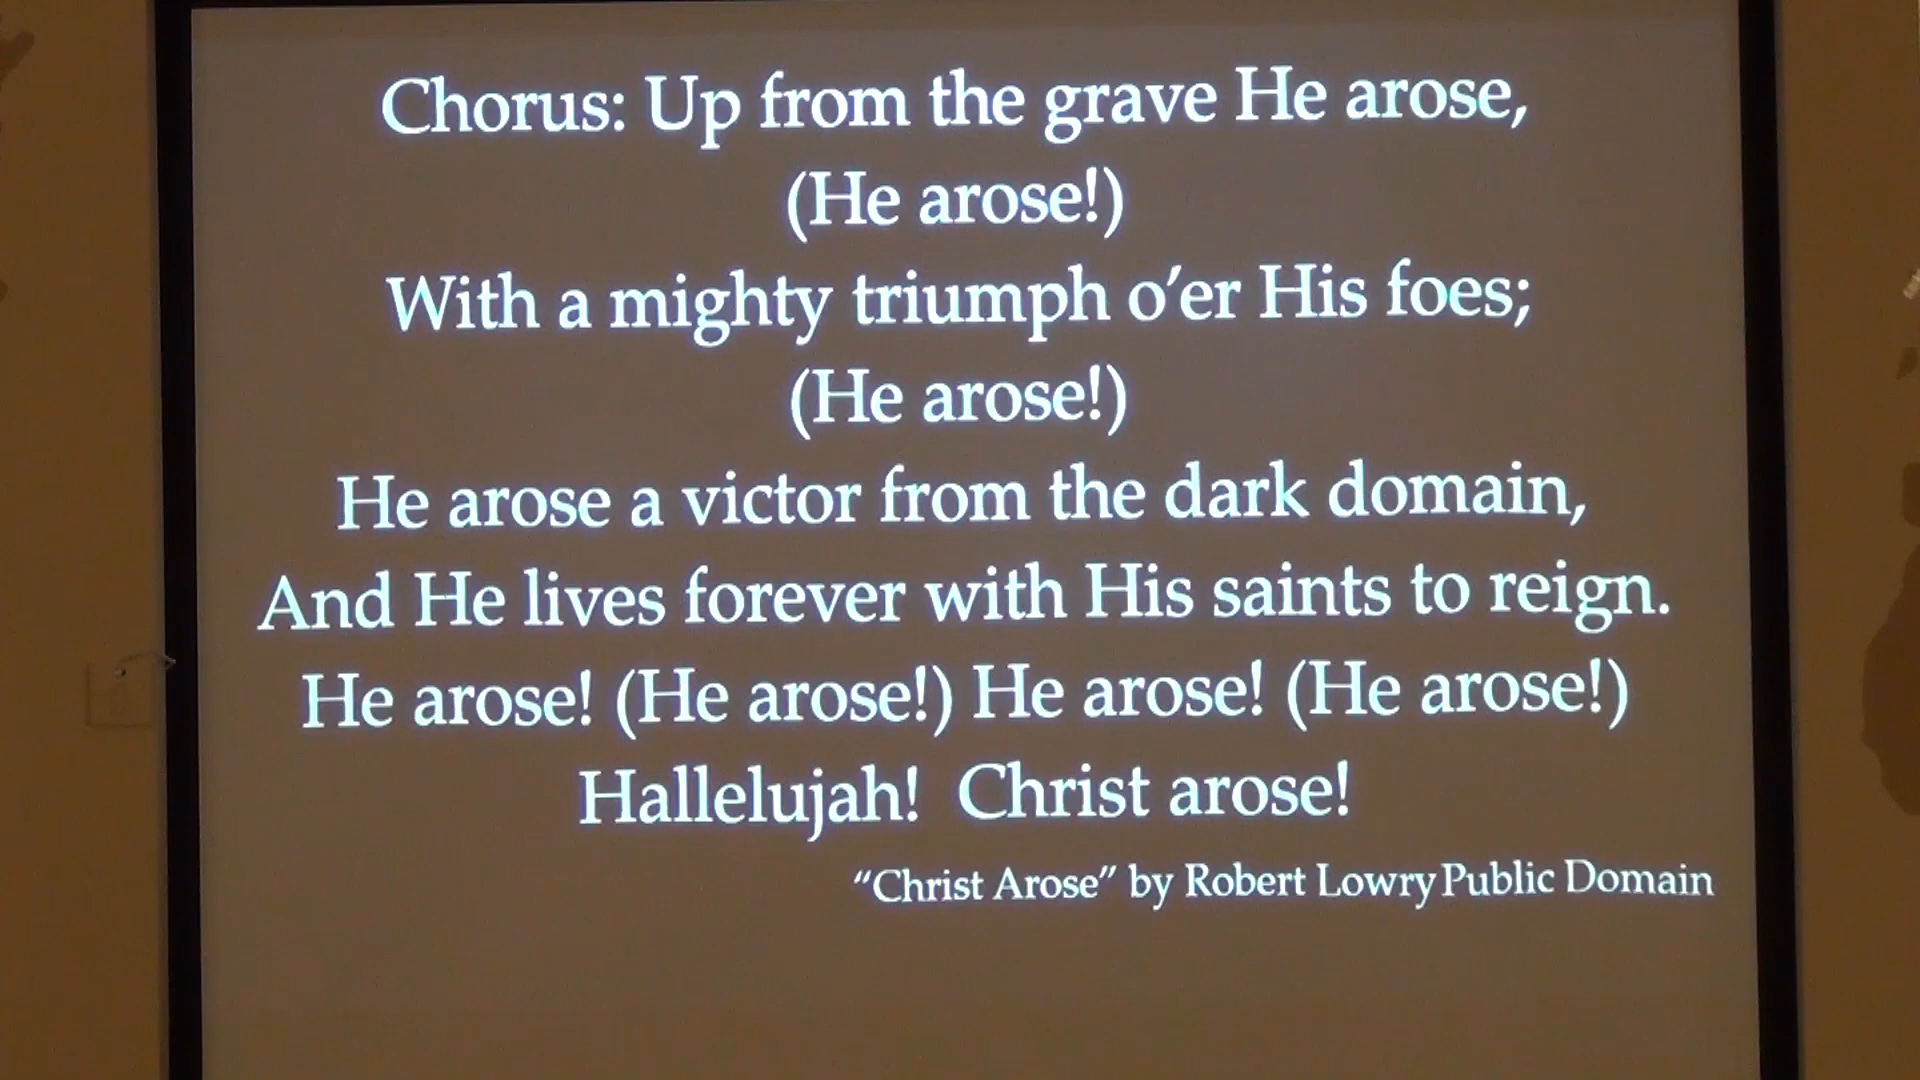 Chorus: Up from the grave He arose,
(He arose!)
With a mighty triumph o’er His foes;
(He arose!)
He arose a victor from the dark domain,
And He lives forever with His saints to reign.
He arose! (He arose!) He arose! (He arose!)
Hallelujah!  Christ arose!
“Christ Arose” by Robert Lowry Public Domain